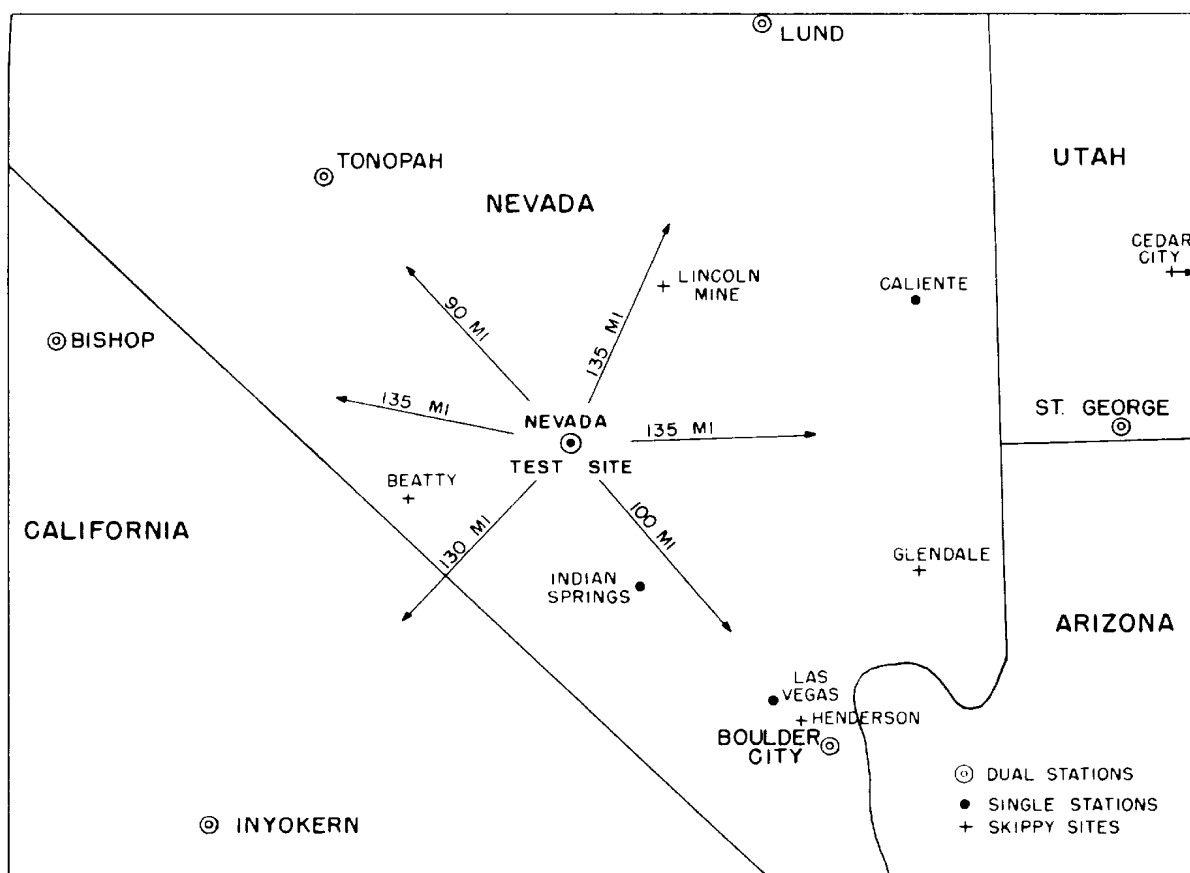 LUND
TONOPAH
UTAH
NEVADA
CEDAR
CITY
LINCOLN
MINE
CALIENTE
90 MI
135 MI
BISHOP
135 MI
ST. GEORGE
NEVADA
135 MI
TEST SITE
BEATTY
100 MI
130 MI
CALIFORNIA
GLENDALE
INDIAN
SPRINGS
ARIZONA
LAS
VEGAS
HENDERSON
BOULDER
CITY
DUAL STATIONS
SINGLE STATIONS
SKIPPY SITES
INYOKERN